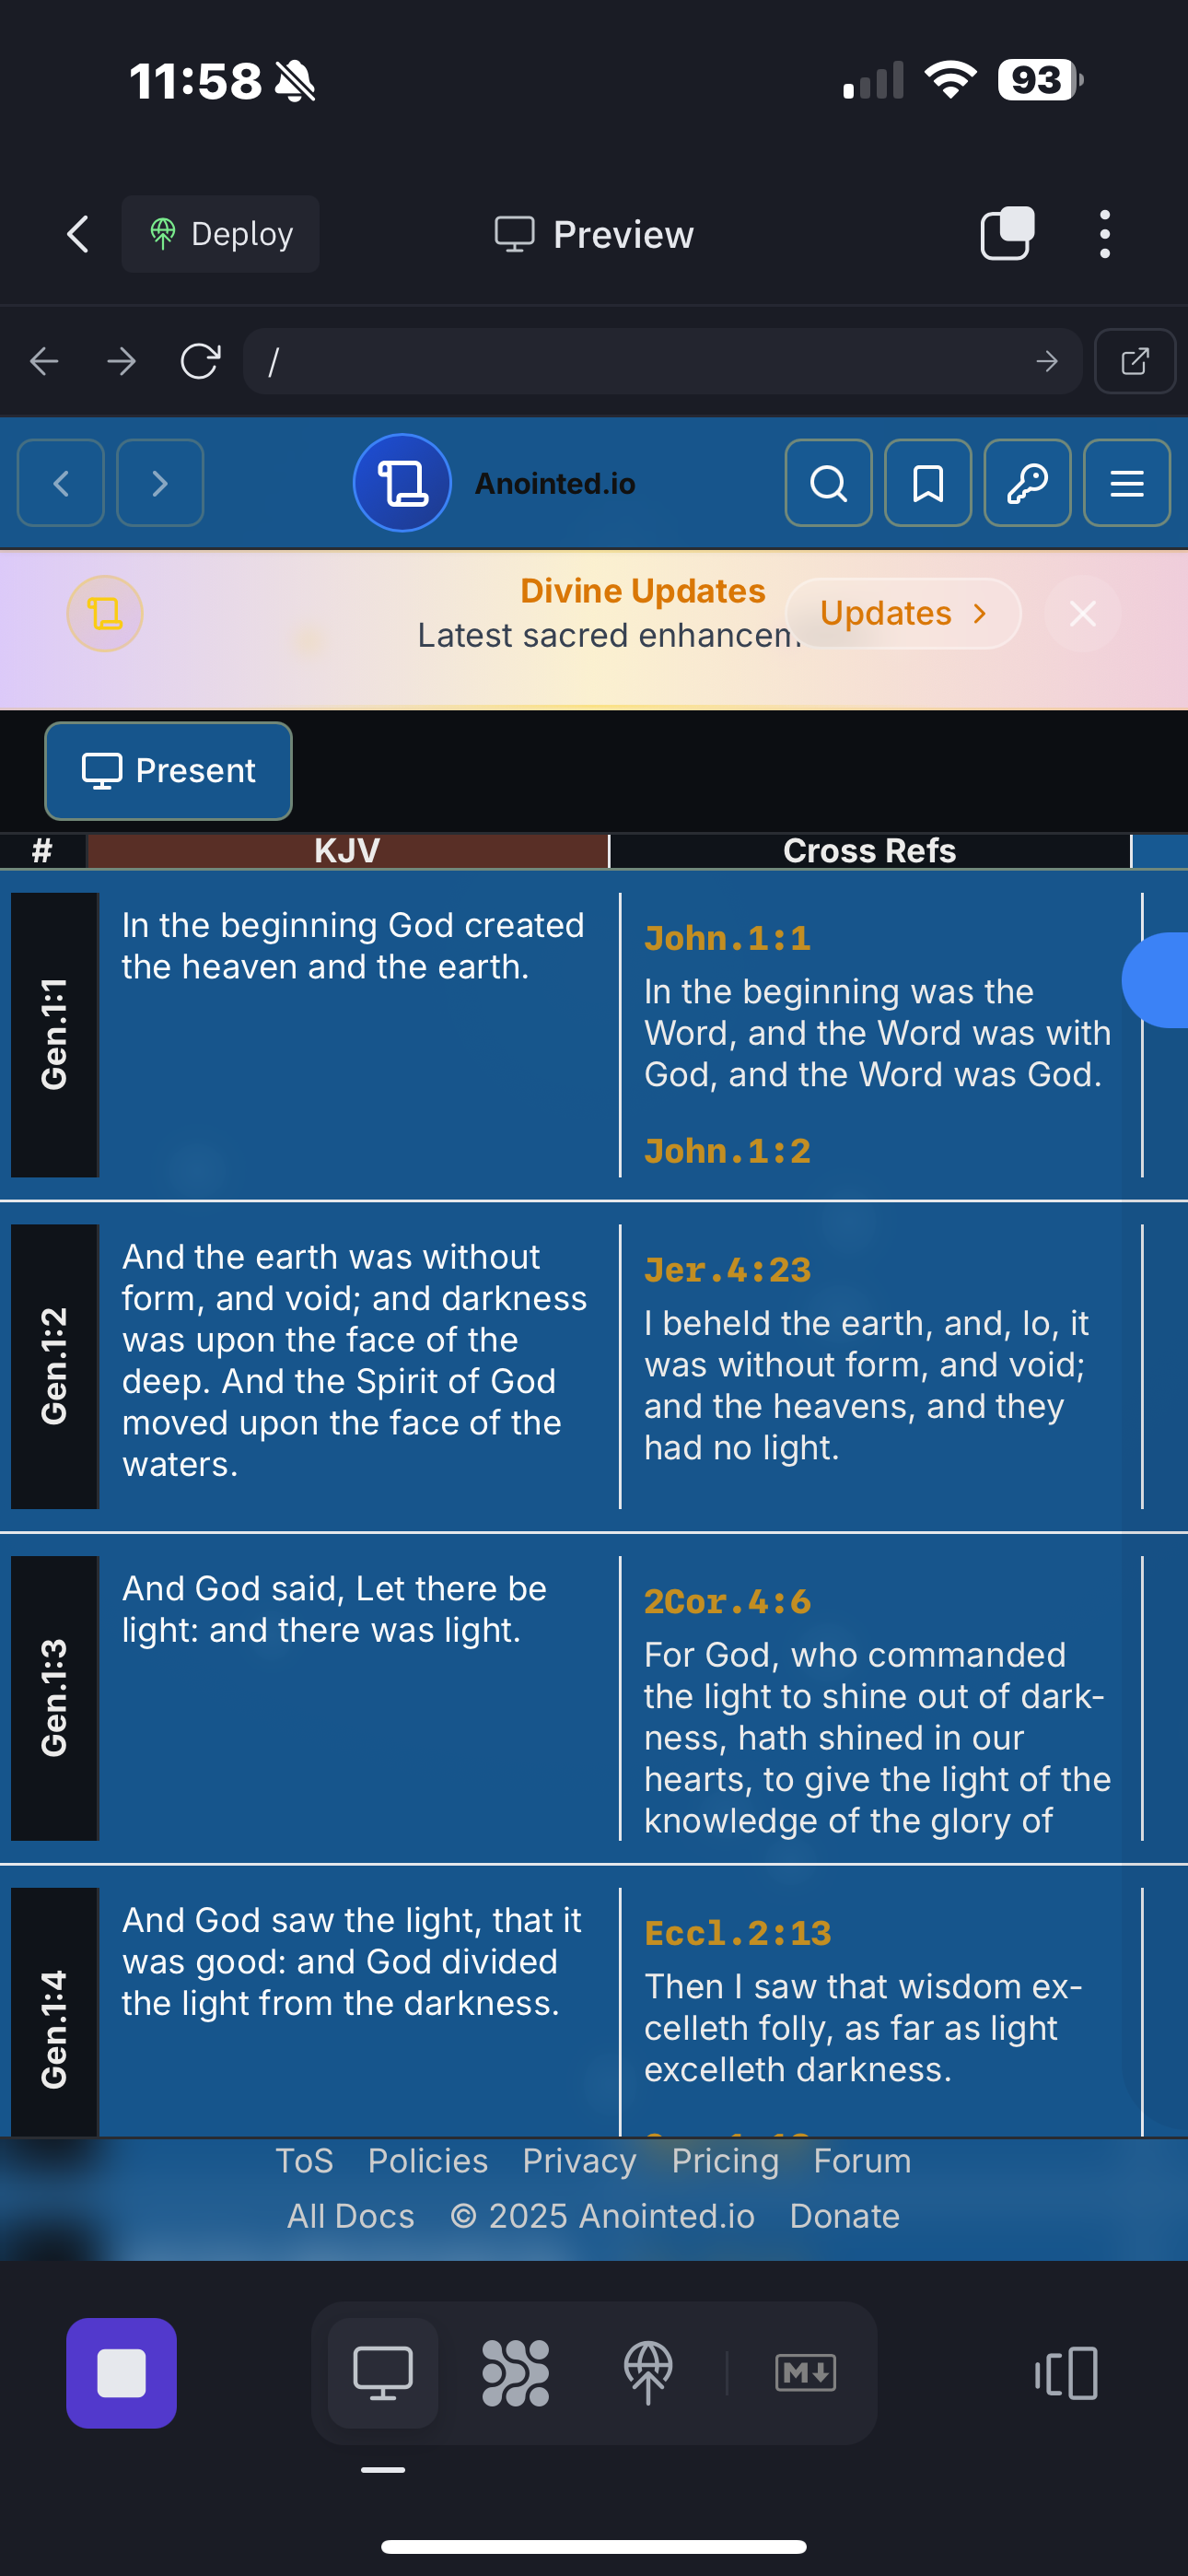 11:58
93
Deploy
Preview
/
Anointed.io
Divine Updates
Latest sacred enhancem
Updates
Present
#
KJV
Cross Refs
Gen.1:1
In the beginning God created
the heaven and the earth.
John.1:1
In the beginning was the
Word, and the Word was with
God, and the Word was God.
John.1:2
Gen.1:2
And the earth was without
form, and void; and darkness
was upon the face of the
deep. And the Spirit of God
moved upon the face of the
waters.
Jer.4:23
I beheld the earth, and, lo, it
was without form, and void;
and the heavens, and they
had no light.
Gen.1:3
And God said, Let there be
light: and there was light.
2Cor.4:6
For God, who commanded
the light to shine out of dark-
ness, hath shined in our
hearts, to give the light of the
knowledge of the glory of
Gen.1:4
And God saw the light, that it
was good: and God divided
the light from the darkness.
Eccl.2:13
Then I saw that wisdom ex-
celleth folly, as far as light
excelleth darkness.
ToS Policies Privacy Pricing Forum
All Docs © 2025 Anointed.io Donate
M